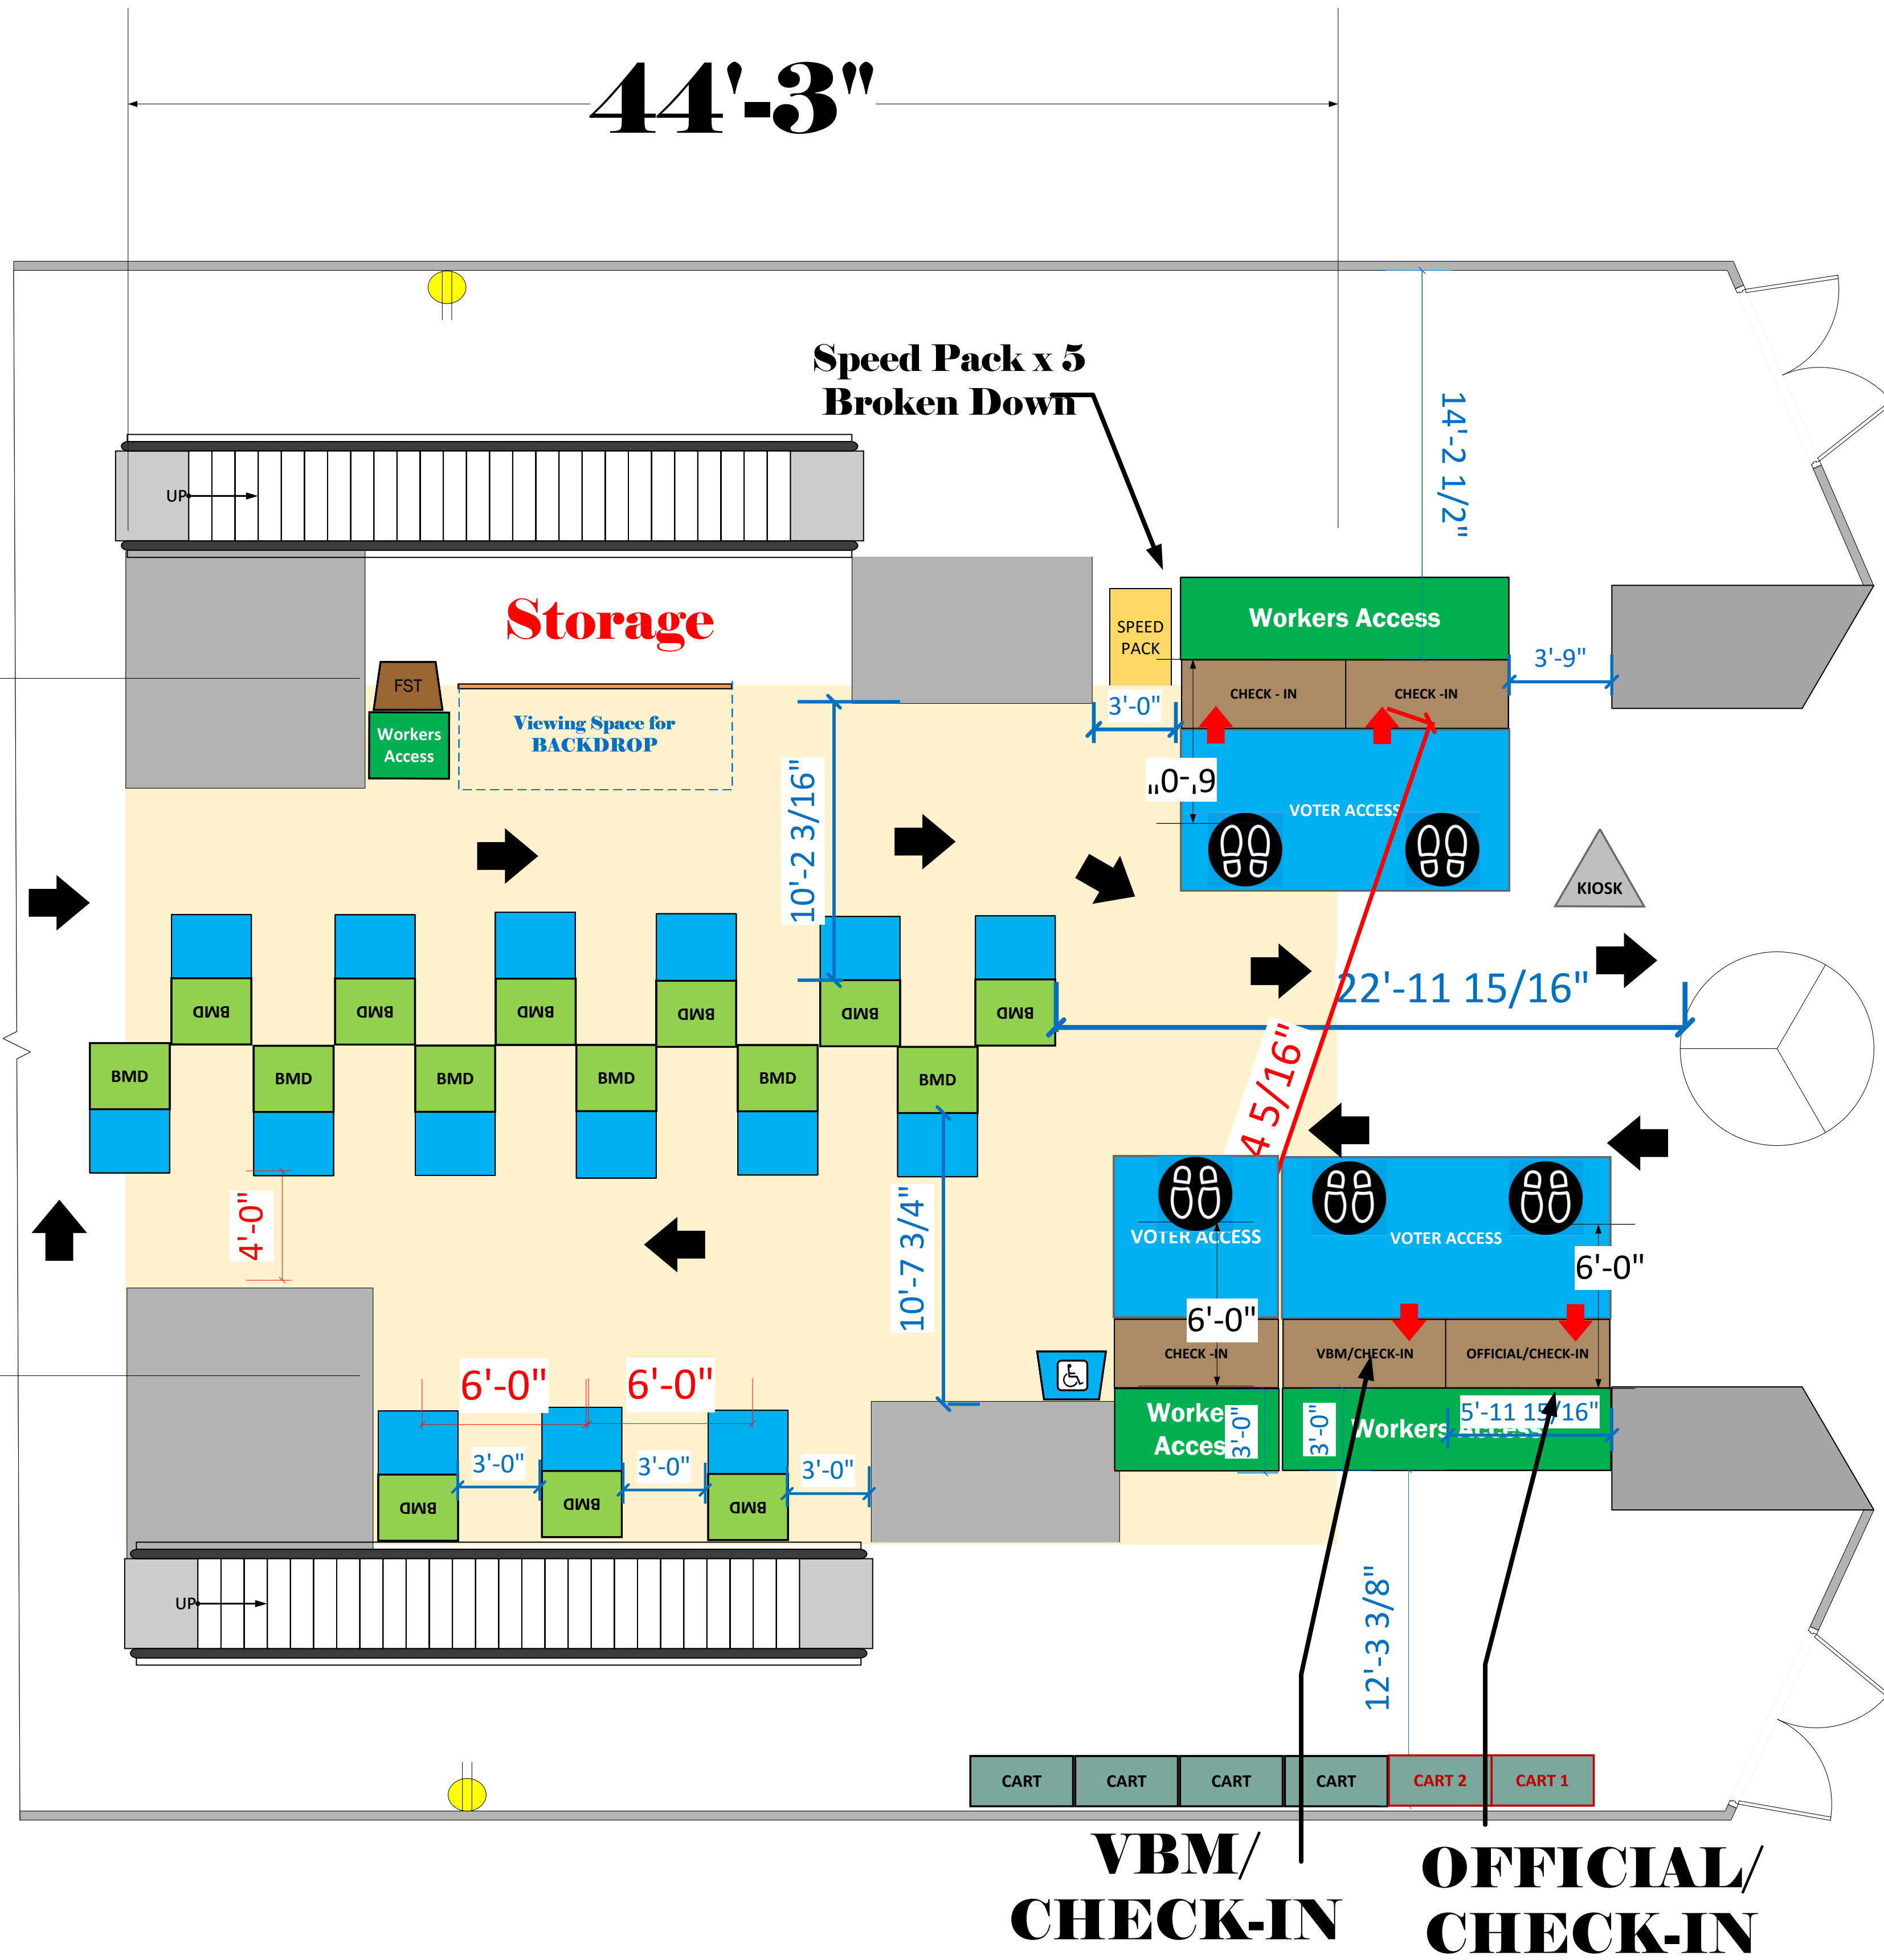 44'-3"
Speed Pack x 5
Broken Down
14'-2 1/2"
UP
Storage
SPEED
PACK
Workers Access
FST
Workers
Access
Viewing Space for
BACKDROP
3'-0"
CHECK - IN
CHECK -IN
3'-9"
10'-2 3/16"
6'-0"
VOTER ACCESS
KIOSK
BMD
BMD
BMD
BMD
BMD
BMD
22'-11 15/16"
BMD
BMD
BMD
BMD
BMD
BMD
4 5/16"
4'-0"
10'-7 3/4"
VOTER ACCESS
VOTER ACCESS
6'-0"
6'-0"
CHECK -IN
VBM/CHECK-IN
OFFICIAL/CHECK-IN
6'-0"
6'-0"
Worke
Acces
3'-0"
3'-0"
Workers Access
5'-11 15/16"
3'-0"
3'-0"
3'-0"
BMD
BMD
BMD
UP
12'-3 3/8"
CART
CART
CART
CART
CART 2
CART 1
VBM/
CHECK-IN
OFFICIAL/
CHECK-IN